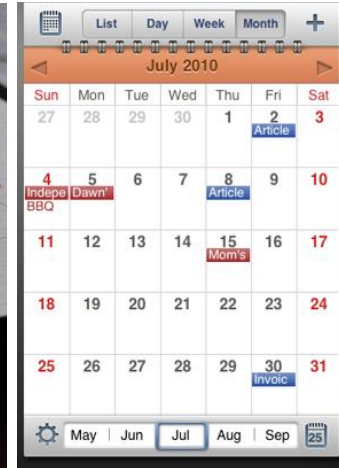 List Day Week Month
July 2010
Sun Mon Tue Wed Thu Fri Sat
27 28 29 30 1 2 3
Article
4 5 6 7 8 9 10
Indepe Dawn' Article
BBQ
11 12 13 14 15 16 17
Mom's
18 19 20 21 22 23 24
25 26 27 28 29 30 31
Invoic
May Jun Jul Aug Sep 25